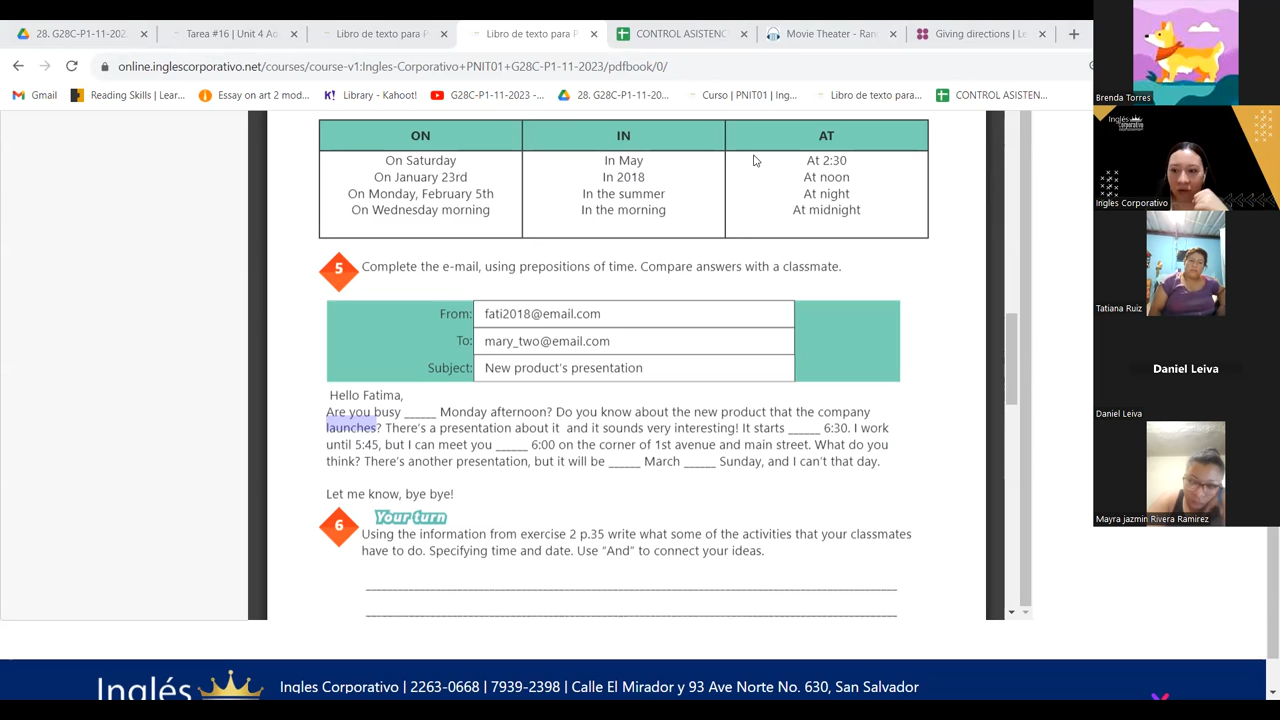 28. G28C-P1-11-202
Tarea #16 | Unit 4 Ao
Libro de texto para P
Libro de texto para P
CONTROL ASISTENC
Movie Theater - Ran
Giving directions | Le
online.inglescorporativo.net/courses/course-v1:Ingles-Corporativo+PNIT01+G28C-P1-11-2023/pdfbook/0/
Gmail
Reading Skills | Lear...
Essay on art 2 mod...
Library - Kahoot!
G28C-P1-11-2023 -...
28. G28C-P1-11-20...
Curso | PNIT01 | Ing...
Libro de texto para...
CONTROL ASISTEN...
ON IN AT
On Saturday In May At 2:30
On January 23rd In 2018 At noon
On Monday, February 5th In the summer At night
On Wednesday morning In the morning At midnight
5 Complete the e-mail, using prepositions of time. Compare answers with a classmate.
From: fati2018@email.com
To: mary_two@email.com
Subject: New product's presentation
Hello Fatima,
Are you busy ______ Monday afternoon? Do you know about the new product that the company
launches? There's a presentation about it and it sounds very interesting! It starts ______ 6:30. I work
until 5:45, but I can meet you ______ 6:00 on the corner of 1st avenue and main street. What do you
think? There's another presentation, but it will be ______ March ______ Sunday, and I can't that day.
Let me know, bye bye!
Your turn
6 Using the information from exercise 2 p.35 write what some of the activities that your classmates
have to do. Specifying time and date. Use "And" to connect your ideas.
Brenda Torres
Inglés
Corporativo
Ingles Corporativo
Tatiana Ruiz
Daniel Leiva
Daniel Leiva
Mayra jazmin Rivera Ramirez
Inglés
Ingles Corporativo | 2263-0668 | 7939-2398 | Calle El Mirador y 93 Ave Norte No. 630, San Salvador